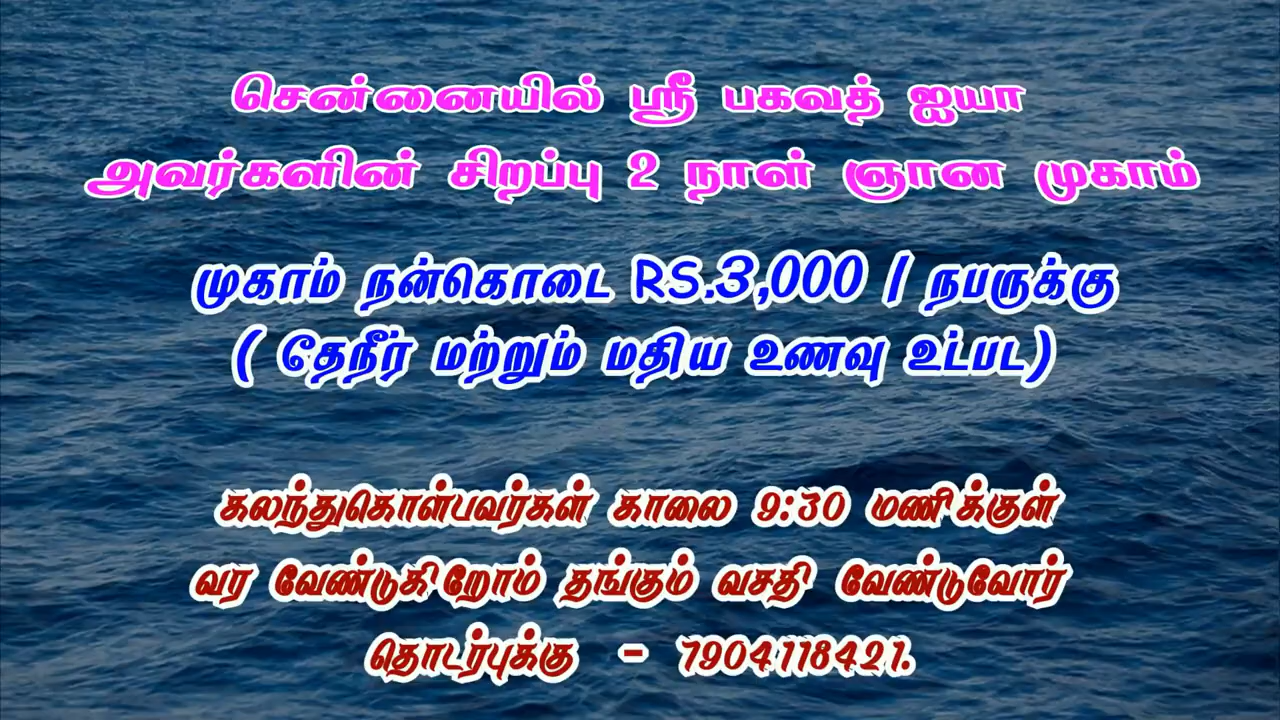 சென்னையில் ஸ்ரீ பகவத் ஐயா
அவர்களின் சிறப்பு 2 நாள் ஞான முகாம்
முகாம் நன்கொடை RS.3,000 / நபருக்கு
( தேநீர் மற்றும் மதிய உணவு உட்பட)
கலந்துகொள்பவர்கள் காலை 9:30 மணிக்குள்
வர வேண்டுகிறோம் தங்கும் வசதி வேண்டுவோர்
தொடர்புக்கு - 7904118421.